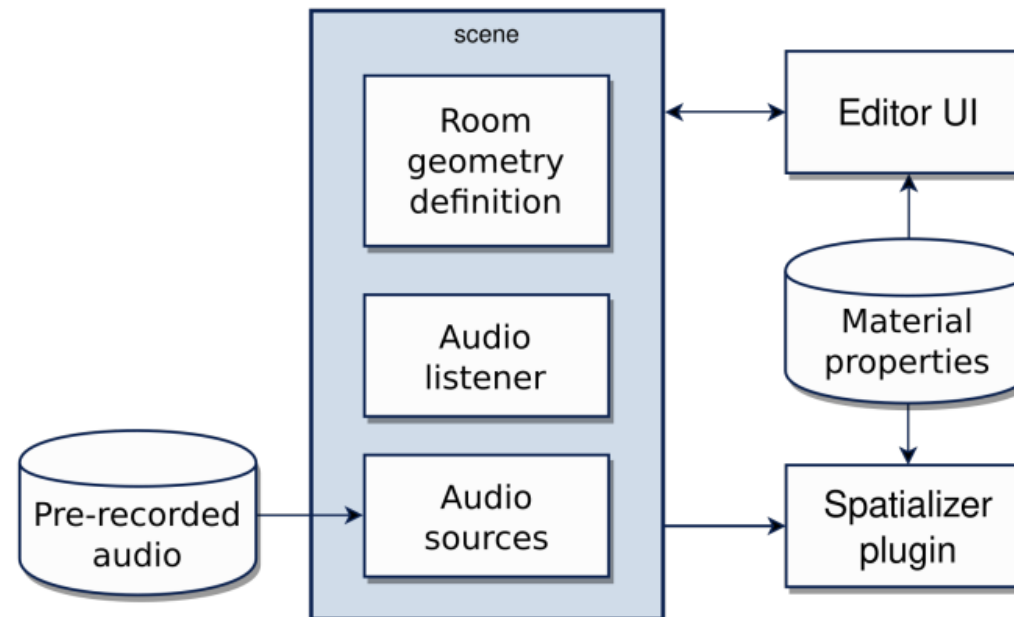 scene
Room
geometry
definition
Audio
listener
Audio
sources
Pre-recorded
audio
Editor UI
Material
properties
Spatializer
plugin